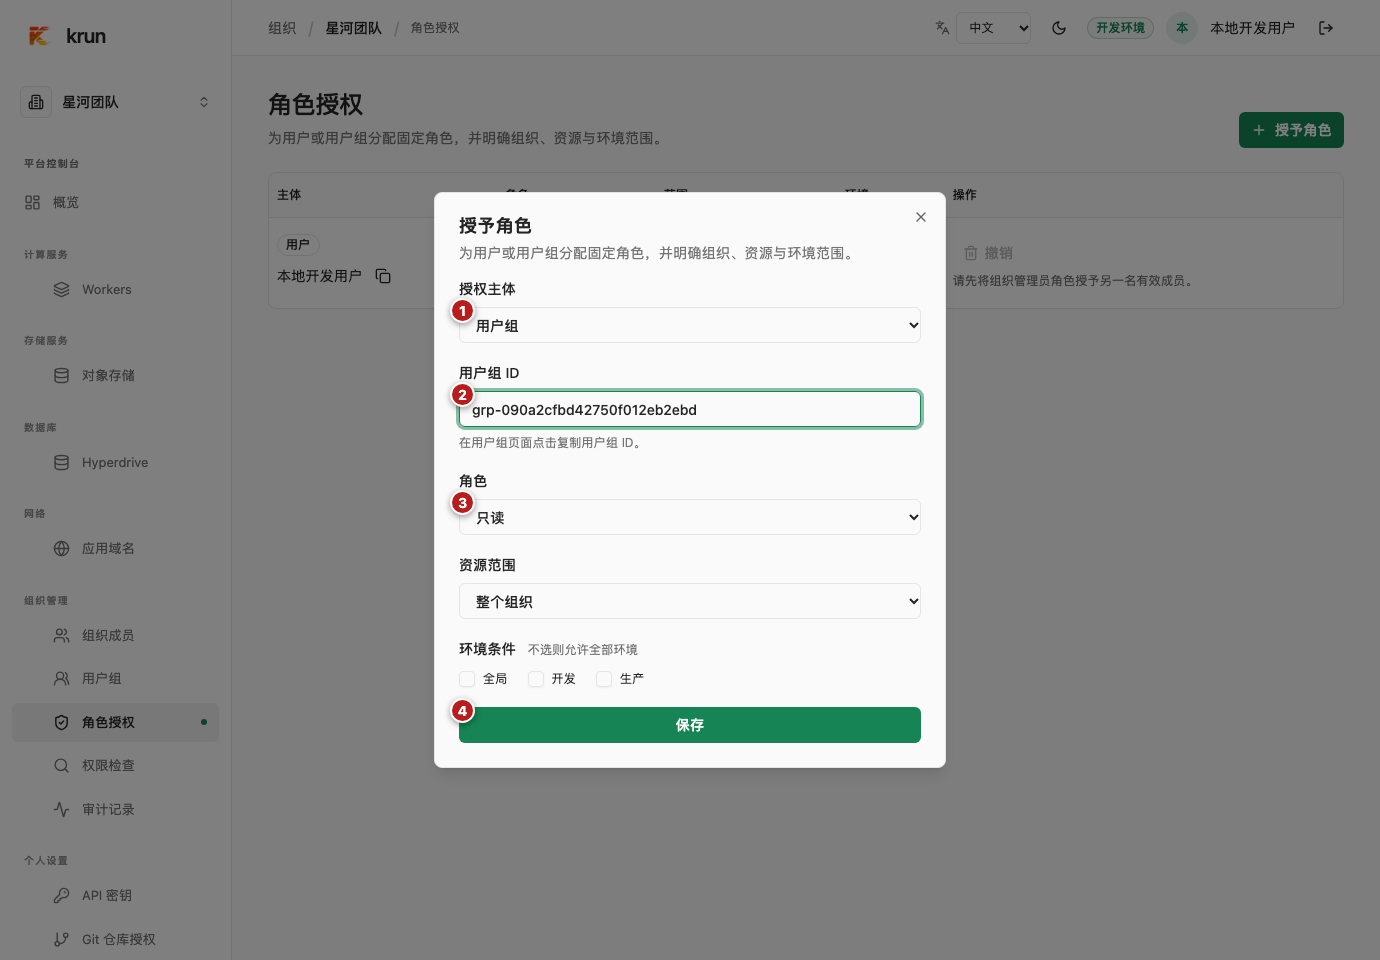 krun
组织 / 星河团队 / 角色授权
中文
开发环境
本
本地开发用户
星河团队
平台控制台
概览
计算服务
Workers
存储服务
对象存储
数据库
Hyperdrive
网络
应用域名
组织管理
组织成员
用户组
角色授权
权限检查
审计记录
个人设置
API 密钥
Git 仓库授权
角色授权
为用户或用户组分配固定角色，并明确组织、资源与环境范围。
授予角色
主体
操作
用户
本地开发用户
撤销
请先将组织管理员角色授予另一名有效成员。
授予角色
为用户或用户组分配固定角色，并明确组织、资源与环境范围。
授权主体
1
用户组
用户组 ID
2
grp-090a2cfbd42750f012eb2ebd
在用户组页面点击复制用户组 ID。
角色
3
只读
资源范围
整个组织
环境条件 不选则允许全部环境
全局 开发 生产
4
保存